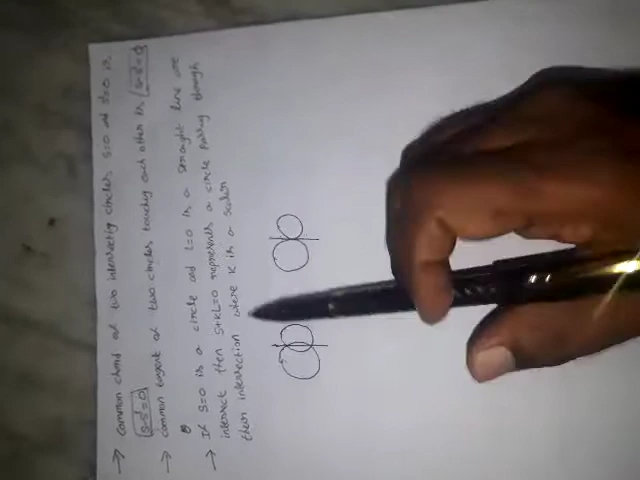 → Common chord of two intersecting circles S=0 and S'=0 is
S-S'=0
→ Common tangent of two circles touching each other is S-S'=0
→ If S=0 is a circle and L=0 is a straight line are
intersect then S+KL=0 represents a circle passing through
their intersection where K is a scalar